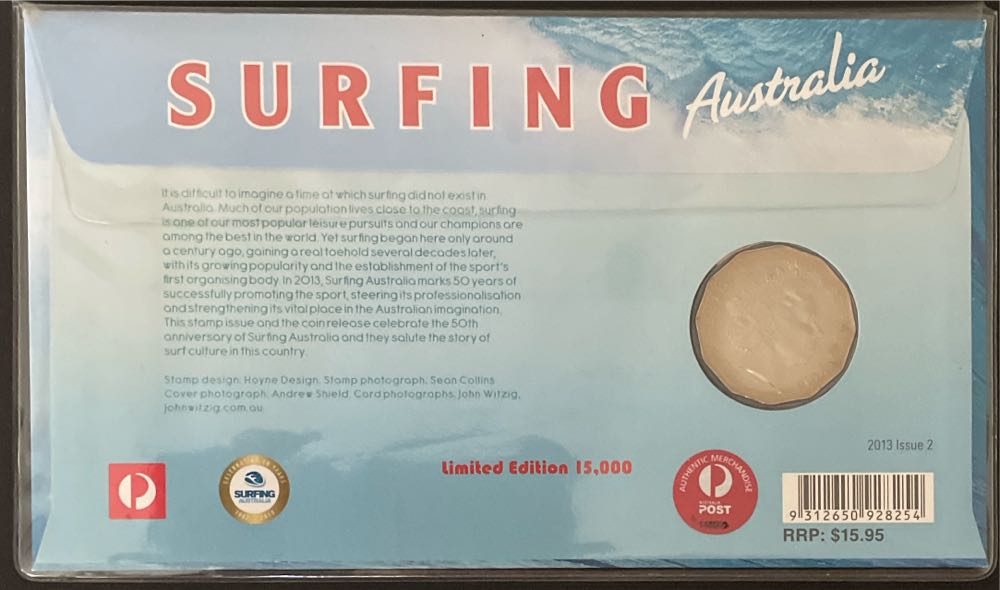 SURFING Australia
It is difficult to imagine a time at which surfing did not exist in
Australia. Much of our population lives close to the coast, surfing
is one of our most popular leisure pursuits and our champions are
among the best in the world. Yet surfing began here only around
a century ago, gaining a real toehold several decades later,
with its growing popularity and the establishment of the sport's
first organising body. In 2013, Surfing Australia marks 50 years of
successfully promoting the sport, steering its professionalisation
and strengthening its vital place in the Australian imagination.
This stamp issue and the coin release celebrate the 50th
anniversary of Surfing Australia and they salute the story of
surf culture in this country.
Stamp design: Hoyne Design. Stamp photograph: Sean Collins
Cover photograph: Andrew Shield. Card photographs: John Witzig,
johnwitzig.com.au
2013 Issue 2
Limited Edition 15,000
SURFING
AUSTRALIA
AUTHENTIC MERCHANDISE
AUSTRALIA
POST
9 312650 928254
RRP: $15.95